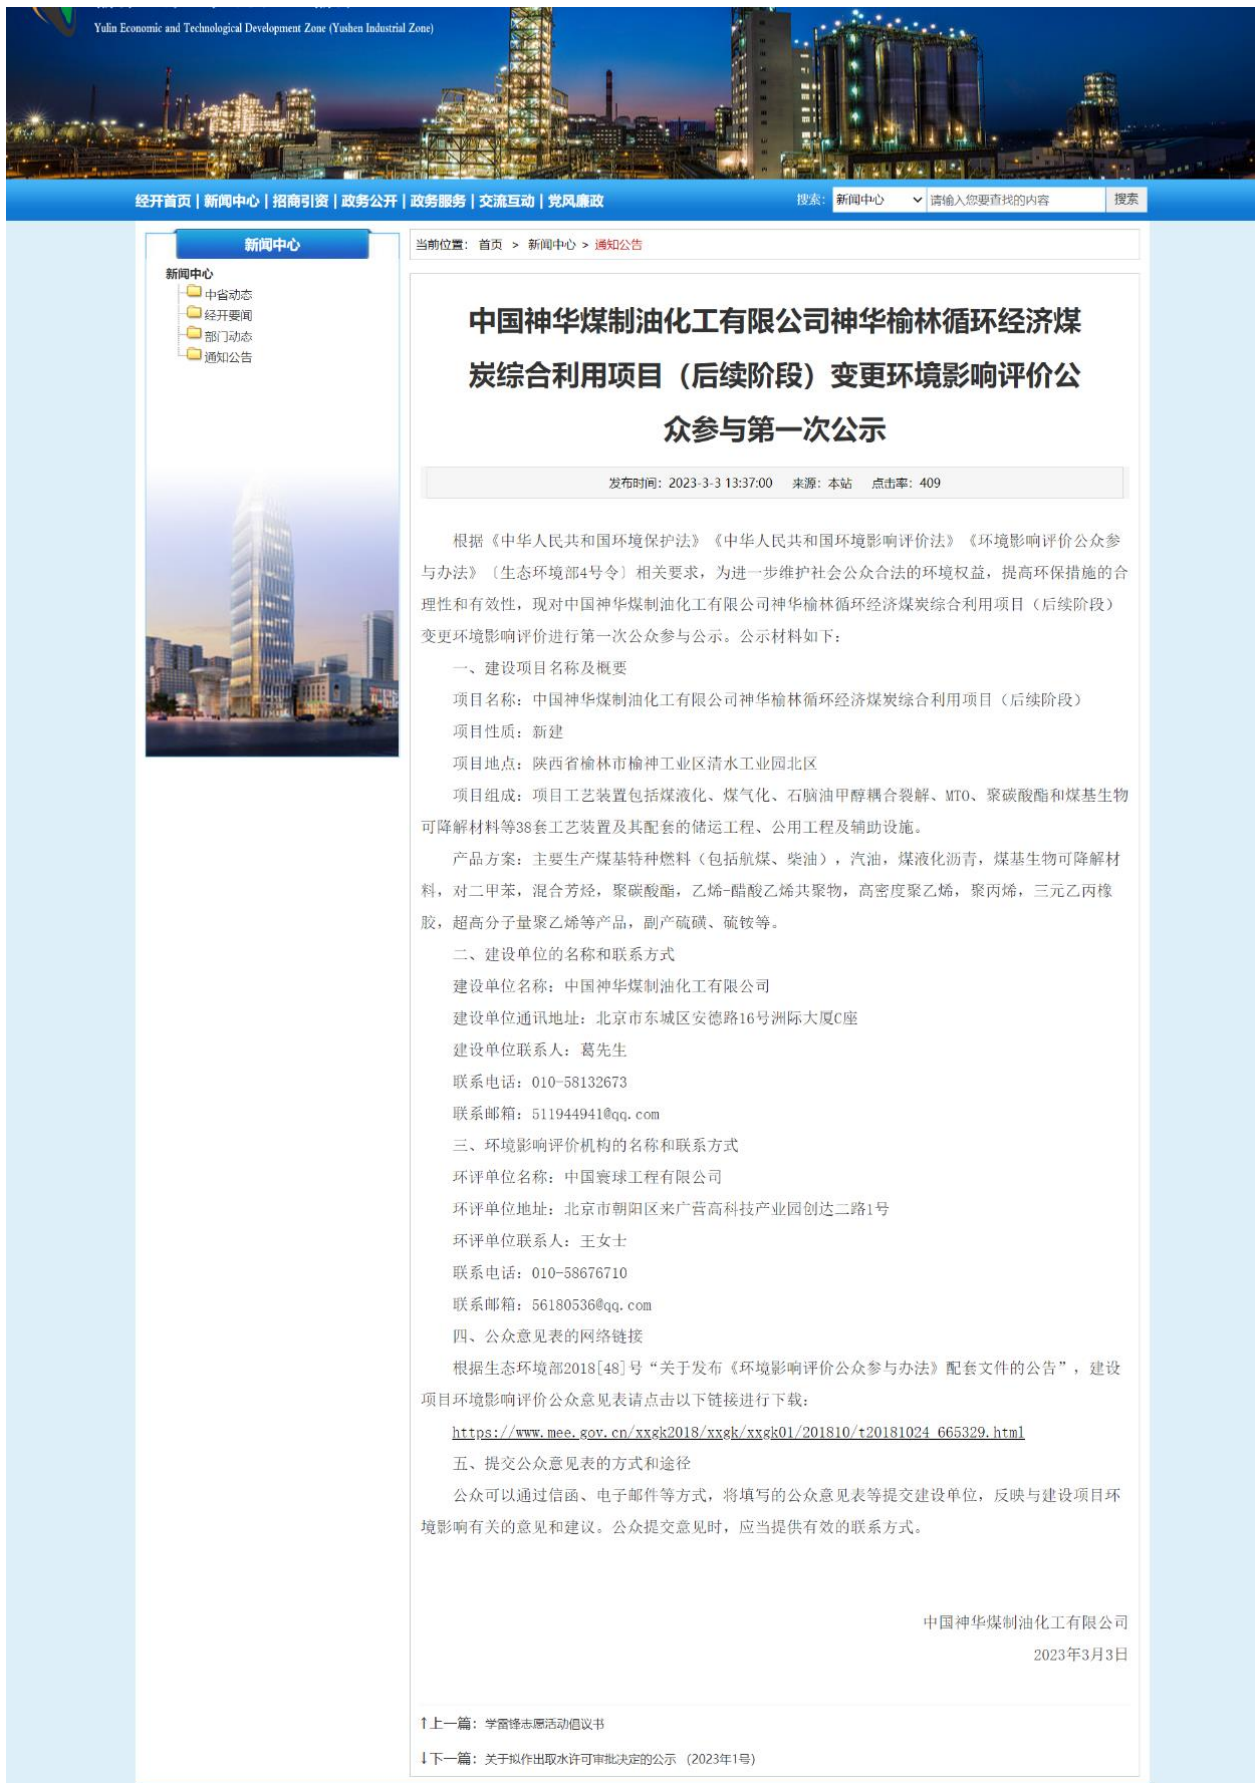 Yulin Economic and Technological Development Zone (Yushen Industrial Zone)
经开首页 | 新闻中心 | 招商引资 | 政务公开 | 政务服务 | 交流互动 | 党风廉政
搜索: 新闻中心 请输入您要查找的内容 搜索
新闻中心
新闻中心
中省动态
经开要闻
部门动态
通知公告
当前位置: 首页 > 新闻中心 > 通知公告
中国神华煤制油化工有限公司神华榆林循环经济煤
炭综合利用项目（后续阶段）变更环境影响评价公
众参与第一次公示
发布时间: 2023-3-3 13:37:00 来源: 本站 点击率: 409
根据《中华人民共和国环境保护法》《中华人民共和国环境影响评价法》《环境影响评价公众参
与办法》〔生态环境部4号令〕相关要求，为进一步维护社会公众合法的环境权益，提高环保措施的合
理性和有效性，现对中国神华煤制油化工有限公司神华榆林循环经济煤炭综合利用项目（后续阶段）
变更环境影响评价进行第一次公众参与公示。公示材料如下：
一、建设项目名称及概要
项目名称：中国神华煤制油化工有限公司神华榆林循环经济煤炭综合利用项目（后续阶段）
项目性质：新建
项目地点：陕西省榆林市榆神工业区清水工业园北区
项目组成：项目工艺装置包括煤液化、煤气化、石脑油甲醇耦合裂解、MTO、聚碳酸酯和煤基生物
可降解材料等38套工艺装置及其配套的储运工程、公用工程及辅助设施。
产品方案：主要生产煤基特种燃料（包括航煤、柴油），汽油，煤液化沥青，煤基生物可降解材
料，对二甲苯，混合芳烃，聚碳酸酯，乙烯-醋酸乙烯共聚物，高密度聚乙烯，聚丙烯，三元乙丙橡
胶，超高分子量聚乙烯等产品，副产硫磺、硫铵等。
二、建设单位的名称和联系方式
建设单位名称：中国神华煤制油化工有限公司
建设单位通讯地址：北京市东城区安德路16号洲际大厦C座
建设单位联系人：葛先生
联系电话：010-58132673
联系邮箱：511944941@qq.com
三、环境影响评价机构的名称和联系方式
环评单位名称：中国寰球工程有限公司
环评单位地址：北京市朝阳区来广营高科技产业园创达二路1号
环评单位联系人：王女士
联系电话：010-58676710
联系邮箱：56180536@qq.com
四、公众意见表的网络链接
根据生态环境部2018[48]号“关于发布《环境影响评价公众参与办法》配套文件的公告”，建设
项目环境影响评价公众意见表请点击以下链接进行下载：
https://www.mee.gov.cn/xxgk2018/xxgk/xxgk01/201810/t20181024_665329.html
五、提交公众意见表的方式和途径
公众可以通过信函、电子邮件等方式，将填写的公众意见表等提交建设单位，反映与建设项目环
境影响有关的意见和建议。公众提交意见时，应当提供有效的联系方式。
中国神华煤制油化工有限公司
2023年3月3日
↑上一篇: 学雷锋志愿活动倡议书
↓下一篇: 关于拟作出取水许可审批决定的公示 (2023年1号)